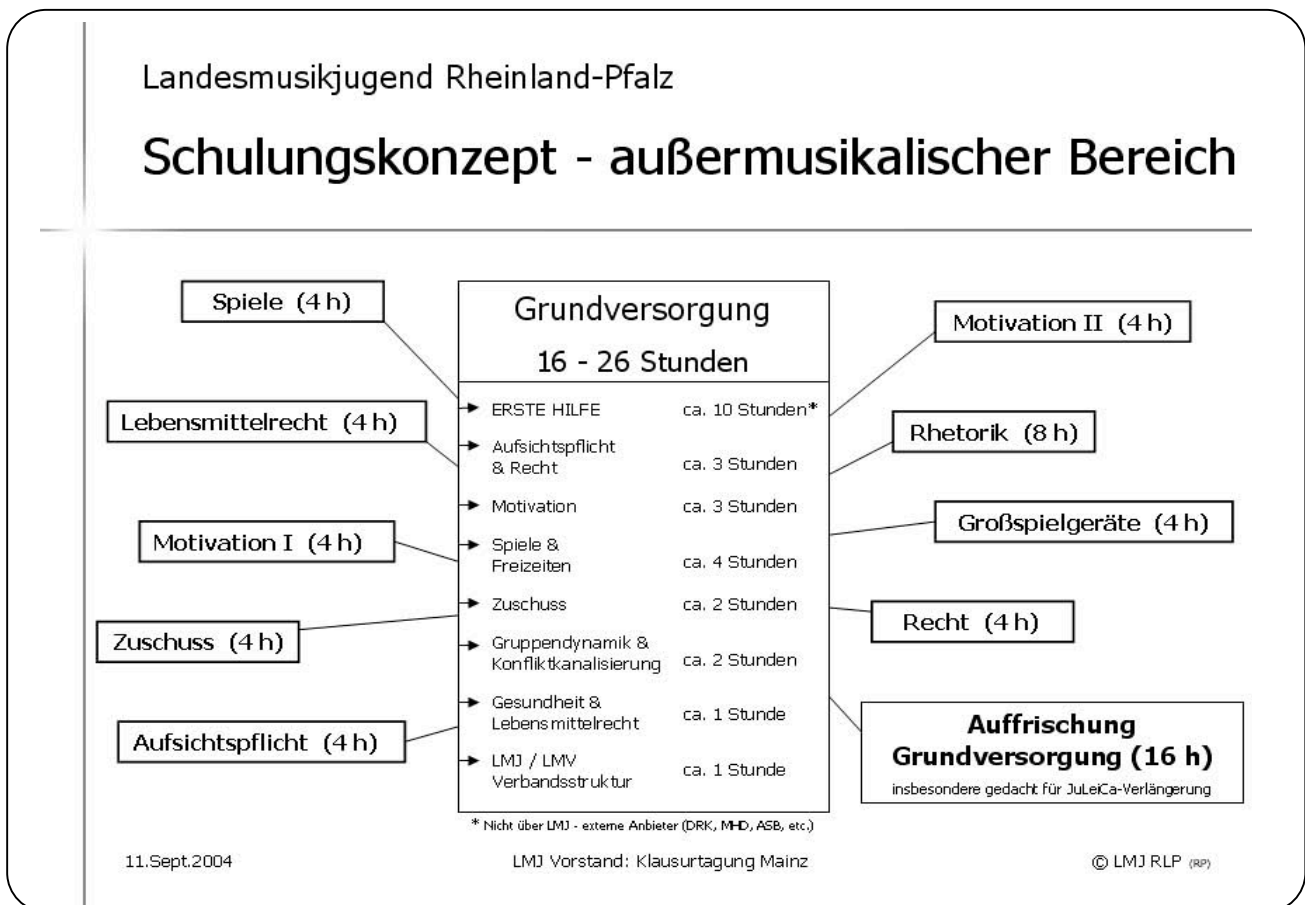 Landesmusikjugend Rheinland-Pfalz
Schulungskonzept - außermusikalischer Bereich
Spiele (4 h)
Lebensmittelrecht (4 h)
Motivation I (4 h)
Zuschuss (4 h)
Aufsichtspflicht (4 h)
Grundversorgung
16 - 26 Stunden
ERSTE HILFE ca. 10 Stunden*
Aufsichtspflicht
& Recht ca. 3 Stunden
Motivation ca. 3 Stunden
Spiele &
Freizeiten ca. 4 Stunden
Zuschuss ca. 2 Stunden
Gruppendynamik &
Konfliktkanalisierung ca. 2 Stunden
Gesundheit &
Lebensmittelrecht ca. 1 Stunde
LMJ / LMV
Verbandsstruktur ca. 1 Stunde
* Nicht über LMJ - externe Anbieter (DRK, MHD, ASB, etc.)
Motivation II (4 h)
Rhetorik (8 h)
Großspielgeräte (4 h)
Recht (4 h)
Auffrischung
Grundversorgung (16 h)
insbesondere gedacht für JuLeiCa-Verlängerung
11.Sept.2004 LMJ Vorstand: Klausurtagung Mainz © LMJ RLP (RP)